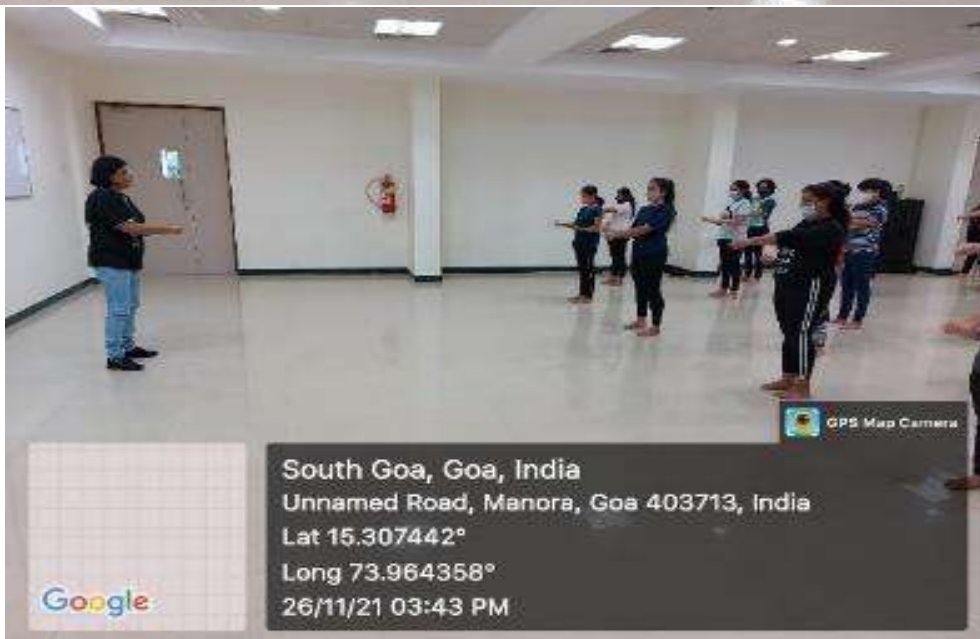 GPS Map Camera
South Goa, Goa, India
Unnamed Road, Manora, Goa 403713, India
Lat 15.307442°
Long 73.964358°
26/11/21 03:43 PM
Google